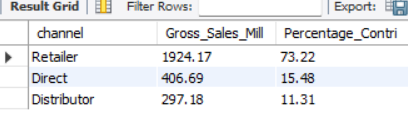 Result Grid Filter Rows: Export:
channel Gross_Sales_Mill Percentage_Contri
Retailer 1924.17 73.22
Direct 406.69 15.48
Distributor 297.18 11.31